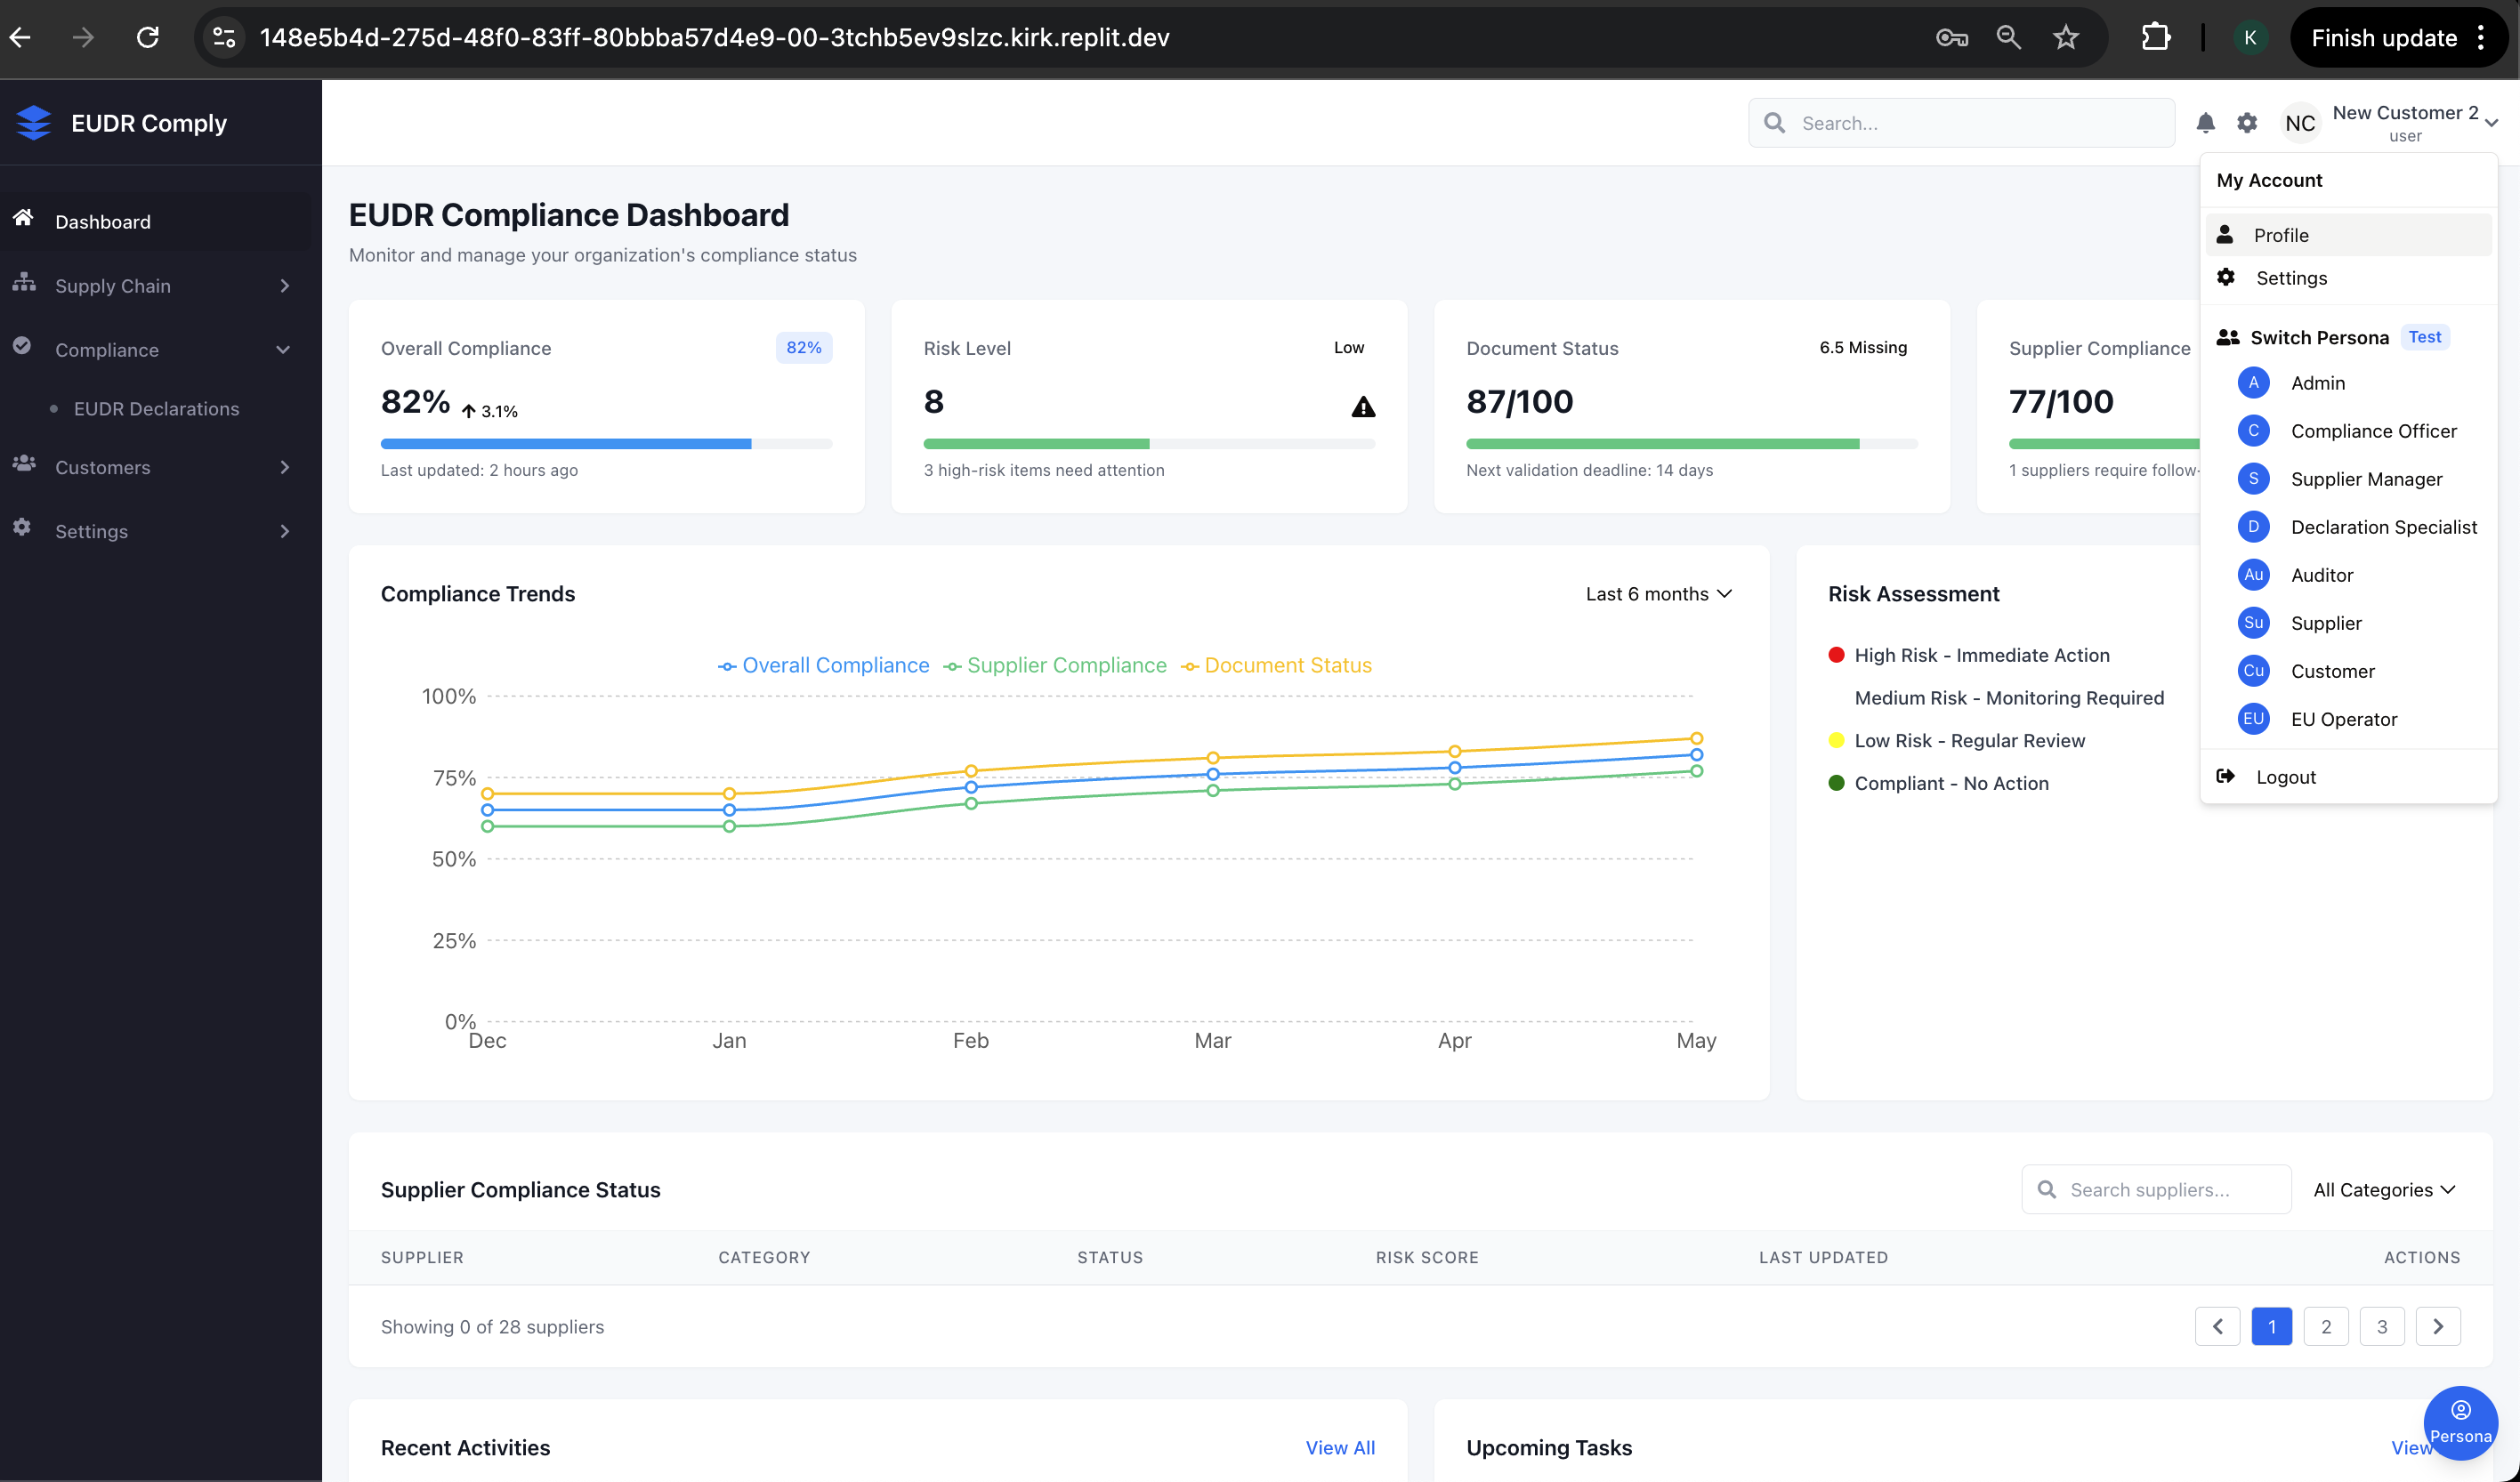 148e5b4d-275d-48f0-83ff-80bbba57d4e9-00-3tchb5ev9slzc.kirk.replit.dev
K
Finish update
EUDR Comply
Search...
NC
New Customer 2
user
Dashboard
Supply Chain
Compliance
EUDR Declarations
Customers
Settings
My Account
Profile
Settings
Switch Persona Test
A Admin
C Compliance Officer
S Supplier Manager
D Declaration Specialist
Au Auditor
Su Supplier
Cu Customer
EU EU Operator
Logout
EUDR Compliance Dashboard
Monitor and manage your organization's compliance status
Overall Compliance 82%
82% 3.1%
Last updated: 2 hours ago
Risk Level Low
8
3 high-risk items need attention
Document Status 6.5 Missing
87/100
Next validation deadline: 14 days
Supplier Compliance
77/100
1 suppliers require follow-
Compliance Trends Last 6 months
Overall Compliance Supplier Compliance Document Status
100%
75%
50%
25%
0%
Dec Jan Feb Mar Apr May
Risk Assessment
High Risk - Immediate Action
Medium Risk - Monitoring Required
Low Risk - Regular Review
Compliant - No Action
Supplier Compliance Status Search suppliers... All Categories
SUPPLIER CATEGORY STATUS RISK SCORE LAST UPDATED ACTIONS
Showing 0 of 28 suppliers 1 2 3
Recent Activities View All
Upcoming Tasks View
Persona